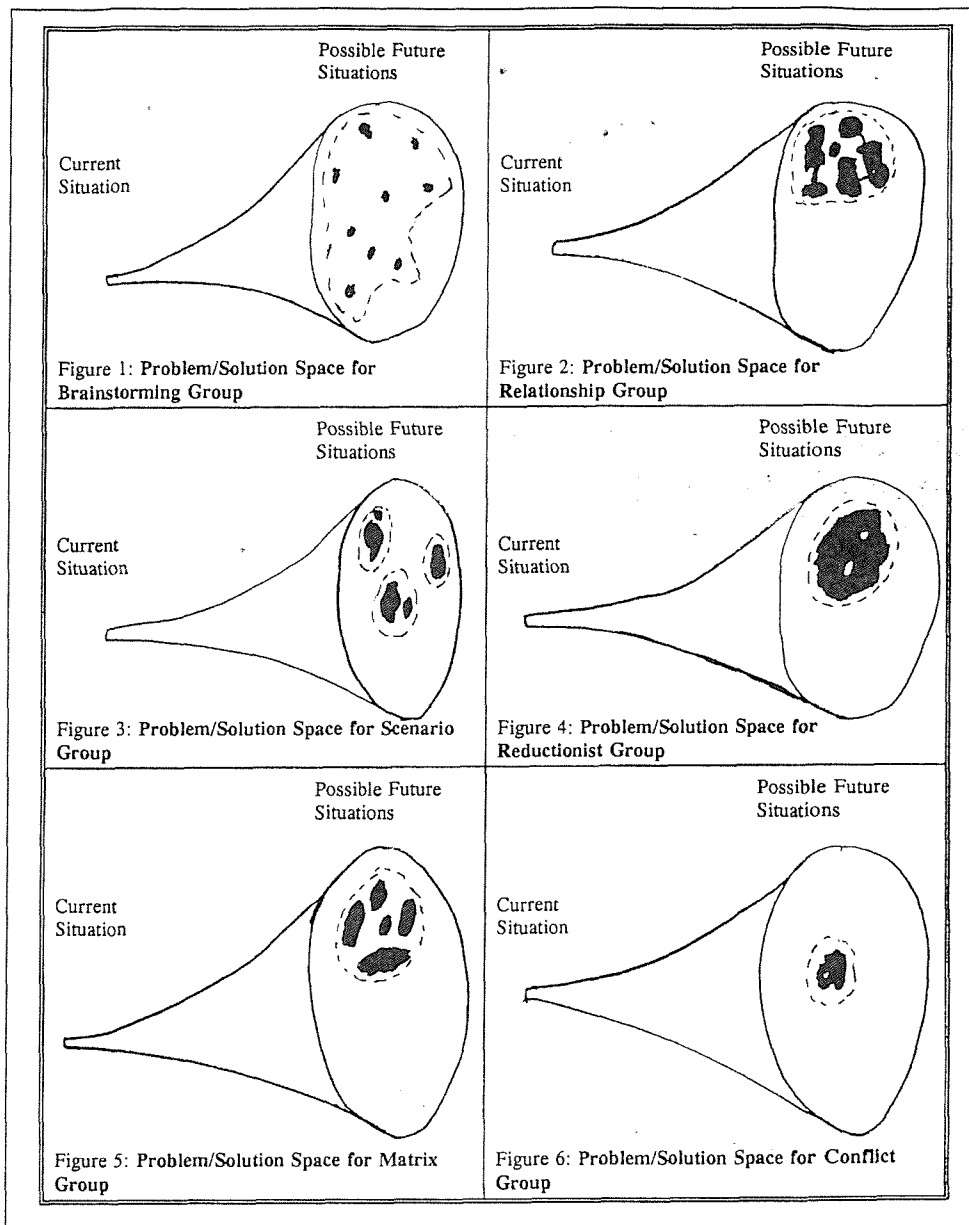 Possible Future
Situations
Current
Situation
Figure 1: Problem/Solution Space for
Brainstorming Group
Possible Future
Situations
Current
Situation
Figure 2: Problem/Solution Space for
Relationship Group
Possible Future
Situations
Current
Situation
Figure 3: Problem/Solution Space for Scenario
Group
Possible Future
Situations
Current
Situation
Figure 4: Problem/Solution Space for
Reductionist Group
Possible Future
Situations
Current
Situation
Figure 5: Problem/Solution Space for Matrix
Group
Possible Future
Situations
Current
Situation
Figure 6: Problem/Solution Space for Conflict
Group